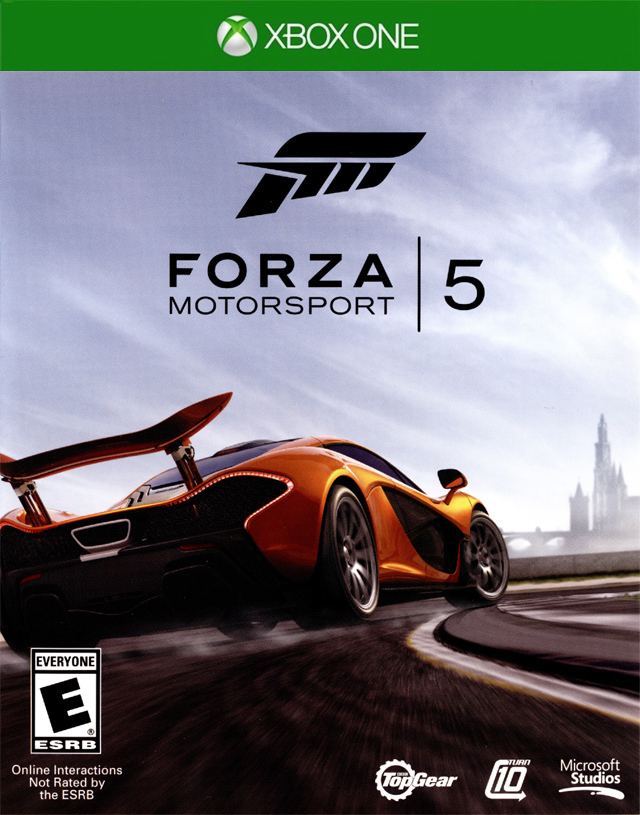 XBOX ONE
FORZA
MOTORSPORT
5
EVERYONE
E
®
ESRB
Online Interactions
Not Rated by
the ESRB
TopGear
TURN
10
Microsoft
Studios